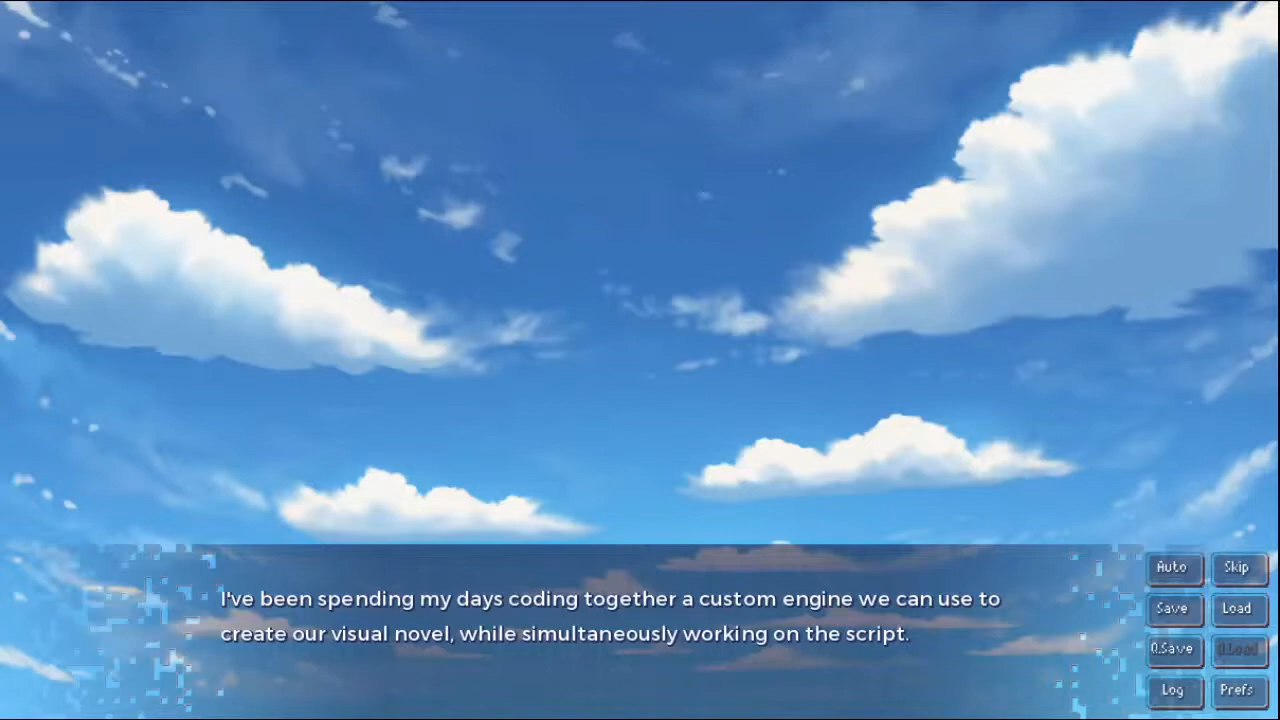 I've been spending my days coding together a custom engine we can use to
create our visual novel, while simultaneously working on the script.
Auto
Skip
Save
Load
Q.Save
Q.Load
Log
Prefs